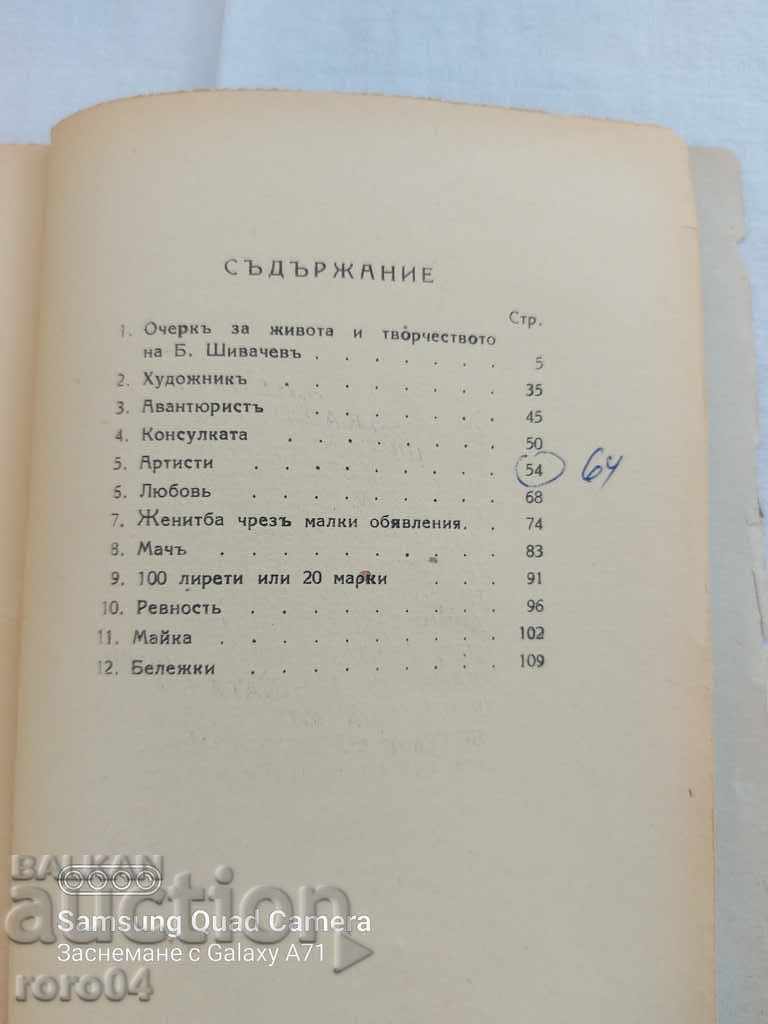 СЪДЪРЖАНИЕ
Стр.
1. Очеркъ за живота и творчеството
на Б. Шивачевъ . . . . . . 5
2. Художникъ . . . . . . . . 35
3. Авантюристъ . . . . . . . 45
4. Консулката . . . . . . . . 50
5. Артисти . . . . . . . . . 54 64
6. Любовь . . . . . . . . . 68
7. Женитба чрезъ малки обявления. . 74
8. Мачъ . . . . . . . . . . 83
9. 100 лирети или 20 марки . . . 91
10. Ревность . . . . . . . . . 96
11. Майка . . . . . . . . . . 102
12. Бележки . . . . . . . . . 109
BALKAN
auction
Samsung Quad Camera
Заснемане с Galaxy A71
roro04